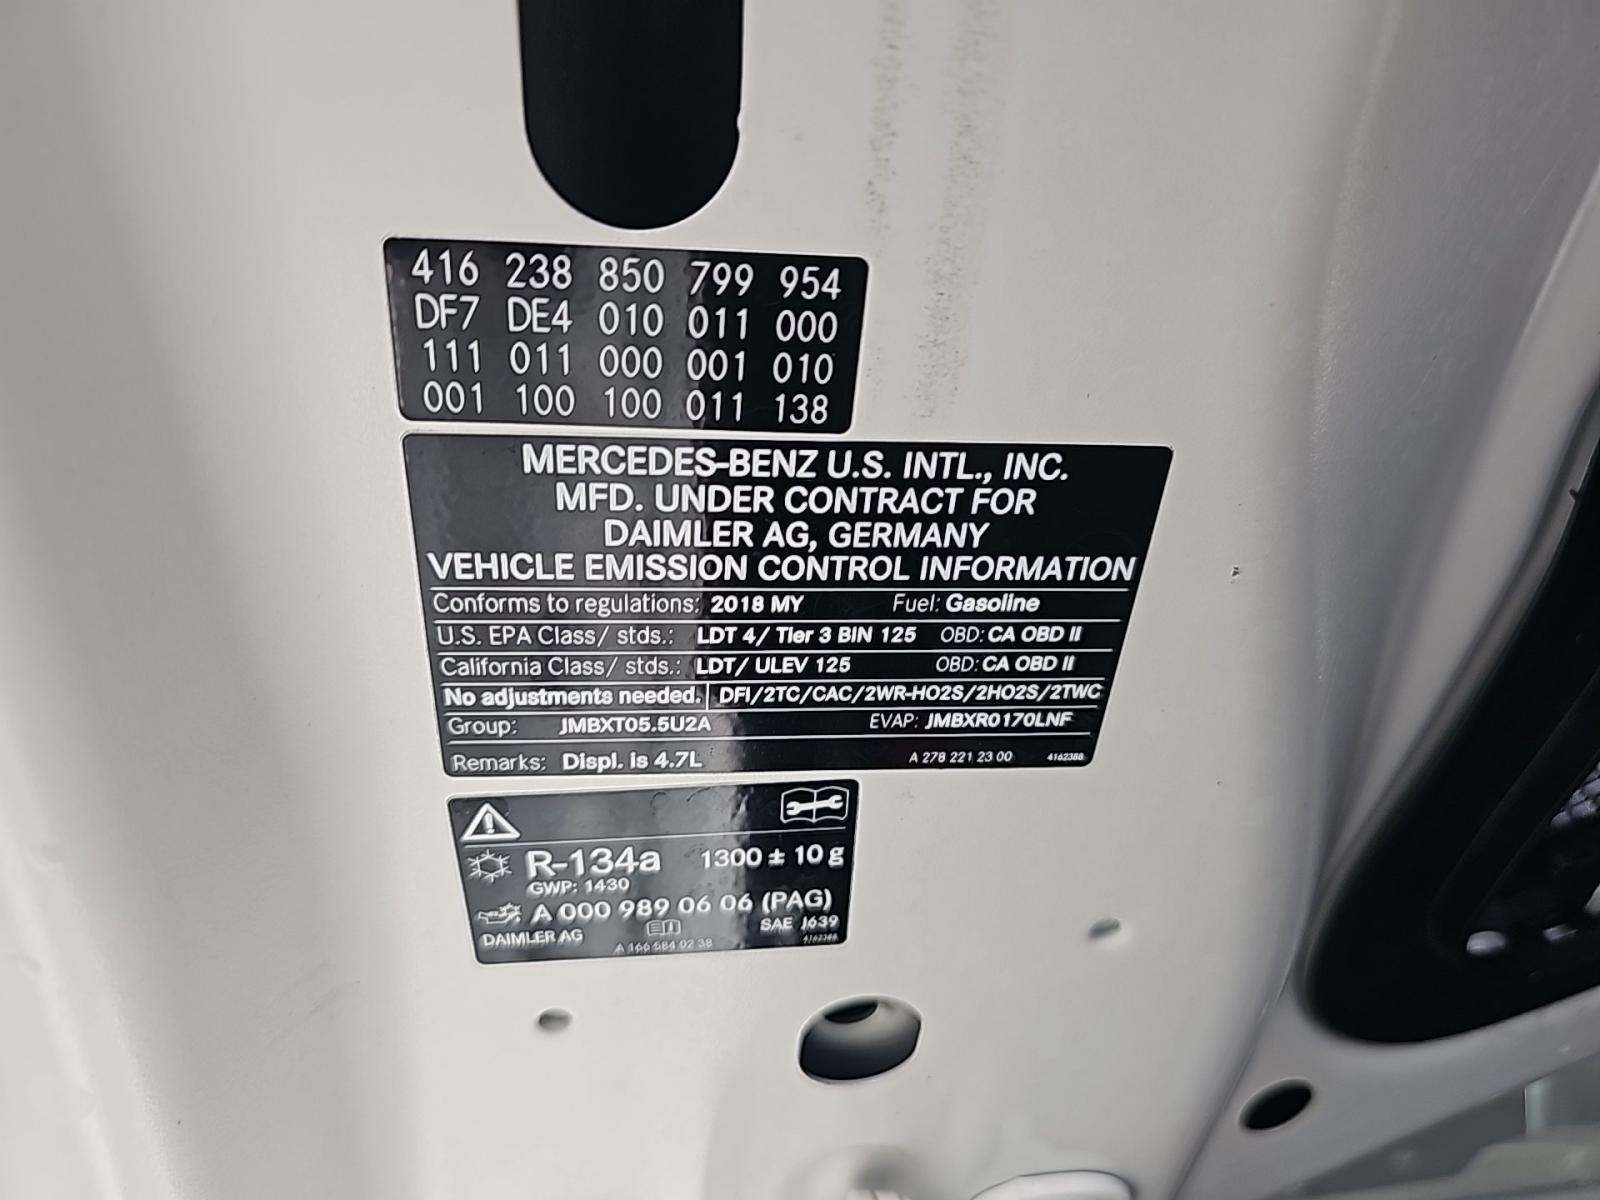 416 238 850 799 954
DF7 DE4 010 011 000
111 011 000 001 010
001 100 100 011 138
MERCEDES-BENZ U.S. INTL., INC.
MFD. UNDER CONTRACT FOR
DAIMLER AG, GERMANY
VEHICLE EMISSION CONTROL INFORMATION
Conforms to regulations: 2018 MY Fuel: Gasoline
U.S. EPA Class/ stds.: LDT 4/ Tier 3 BIN 125 OBD: CA OBD II
California Class/ stds.: LDT/ ULEV 125 OBD: CA OBD II
No adjustments needed. DFI/2TC/CAC/2WR-HO2S/2HO2S/2TWC
Group: JMBXT05.5U2A EVAP: JMBXR0170LNF
Remarks: Displ. is 4.7L A 278 221 23 00 4162388
R-134a 1300 ± 10 g
GWP: 1430
A 000 989 06 06 (PAG)
DAIMLER AG SAE J639
A 166 584 02 38 4162388